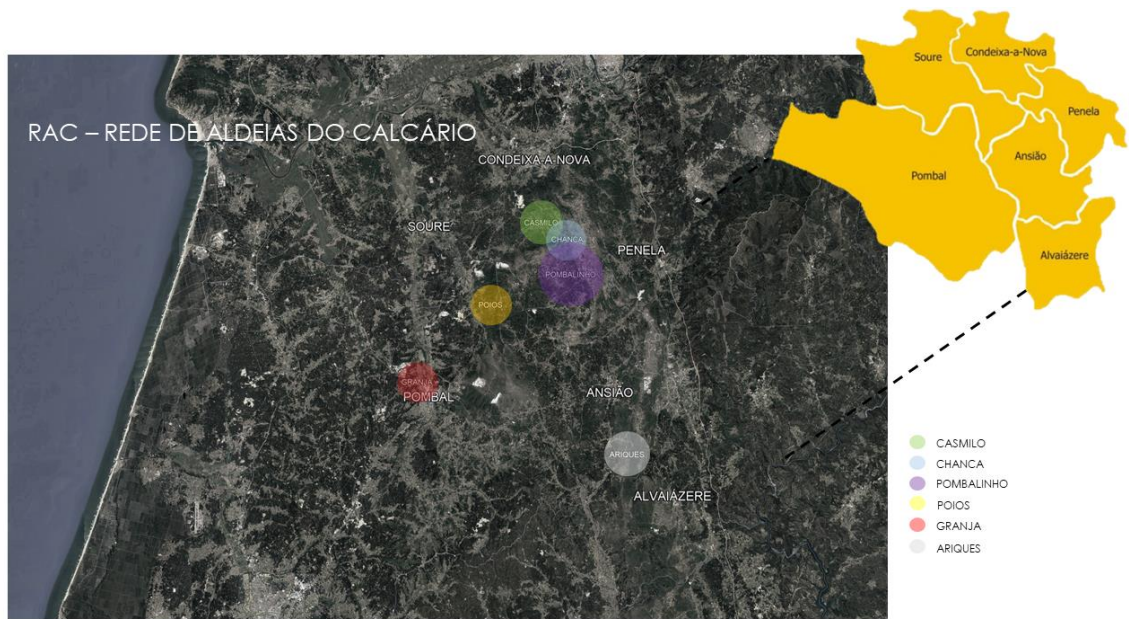 Soure
Condeixa-a-Nova
Penela
Ansião
Pombal
Alvaiázere
RAC – REDE DE ALDEIAS DO CALCÁRIO
CONDEIXA-A-NOVA
CASMILO
SOURE
CHANCA
PENELA
POMBALINHO
POIOS
GRANJA
POMBAL
ANSIÃO
ARIQUES
ALVAIÁZERE
CASMILO
CHANCA
POMBALINHO
POIOS
GRANJA
ARIQUES